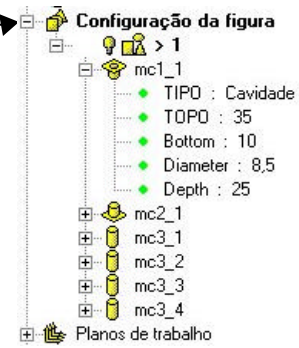 Configuração da figura
> 1
mc1_1
TIPO : Cavidade
TOPO : 35
Bottom : 10
Diameter : 8,5
Depth : 25
mc2_1
mc3_1
mc3_2
mc3_3
mc3_4
Planos de trabalho